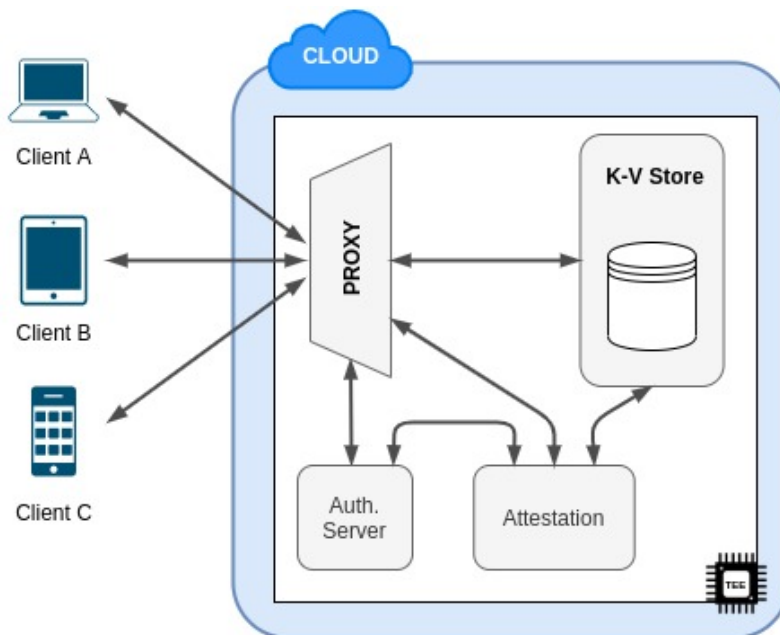 CLOUD
Client A
K-V Store
PROXY
Client B
Client C
Auth.
Server
Attestation
TEE